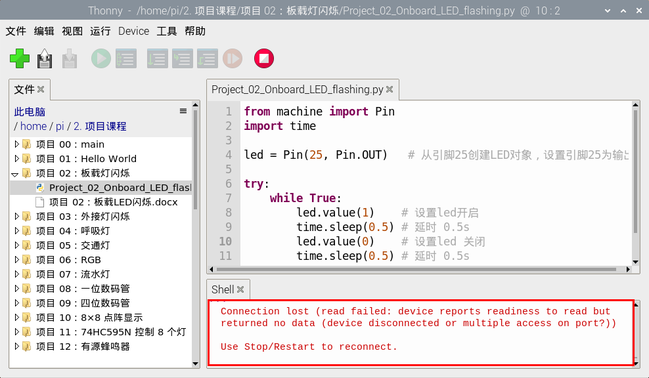 Thonny - /home/pi/2. 项目课程/项目 02：板载灯闪烁/Project_02_Onboard_LED_flashing.py @ 10 : 2
文件 编辑 视图 运行 Device 工具 帮助
文件
此电脑
/ home / pi / 2. 项目课程
项目 00：main
项目 01：Hello World
项目 02：板载灯闪烁
Project_02_Onboard_LED_flas
项目 02：板载LED闪烁.docx
项目 03：外接灯闪烁
项目 04：呼吸灯
项目 05：交通灯
项目 06：RGB
项目 07：流水灯
项目 08：一位数码管
项目 09：四位数码管
项目 10：8×8 点阵显示
项目 11：74HC595N 控制 8 个灯
项目 12：有源蜂鸣器
Project_02_Onboard_LED_flashing.py
1 from machine import Pin
2 import time
3
4 led = Pin(25, Pin.OUT) # 从引脚25创建LED对象，设置引脚25为输出
5
6 try:
7 while True:
8 led.value(1) # 设置led开启
9 time.sleep(0.5) # 延时 0.5s
10 led.value(0) # 设置led 关闭
11 time.sleep(0.5) # 延时 0.5s
Shell
Connection lost (read failed: device reports readiness to read but
returned no data (device disconnected or multiple access on port?))
Use Stop/Restart to reconnect.